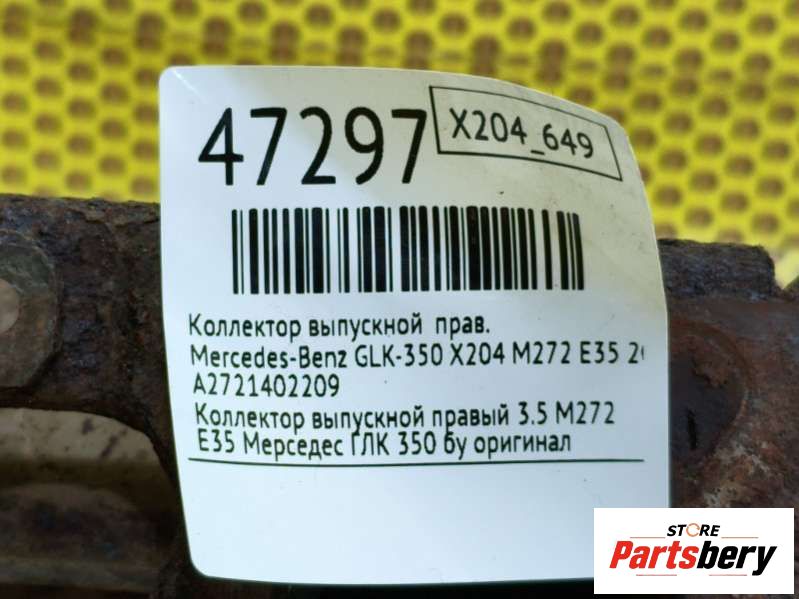 47297
X204_649
Коллектор выпускной прав.
Mercedes-Benz GLK-350 X204 M272 E35
A2721402209
Коллектор выпускной правый 3.5 M272
E35 Мерседес ГЛК 350 бу оригинал
STORE
Partsbery